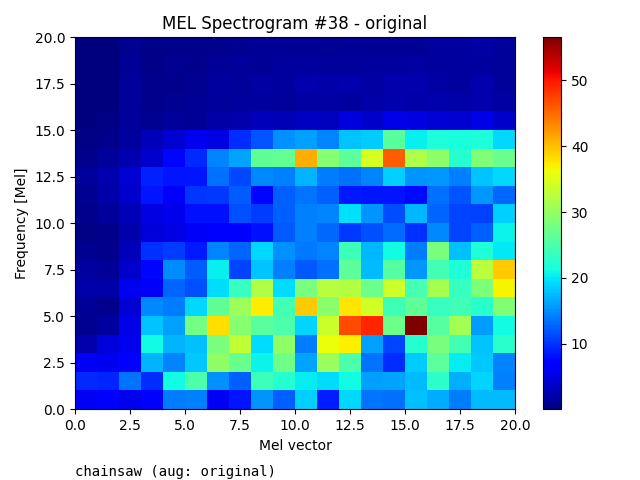 MEL Spectrogram #38 - original
20.0
17.5
15.0
12.5
10.0
7.5
5.0
2.5
0.0
Frequency [Mel]
0.0 2.5 5.0 7.5 10.0 12.5 15.0 17.5 20.0
Mel vector
50
40
30
20
10
chainsaw (aug: original)